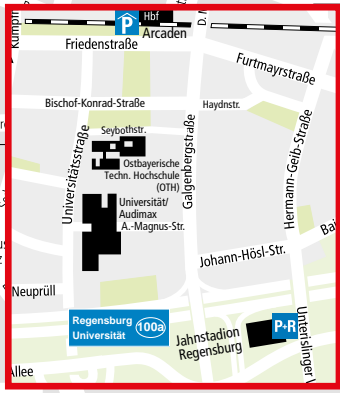 Hbf
P
Arcaden
Friedenstraße
Furtmayrstraße
Bischof-Konrad-Straße
Haydnstr.
Seybothstr.
Ostbayerische
Techn. Hochschule
(OTH)
Universitätsstraße
Galgenbergstraße
Hermann-Geib-Straße
Universität/
Audimax
A.-Magnus-Str.
Johann-Hösl-Str.
Neuprüll
Regensburg
Universität
100a
Jahnstadion
Regensburg
P+R
Unterislinger
Allee